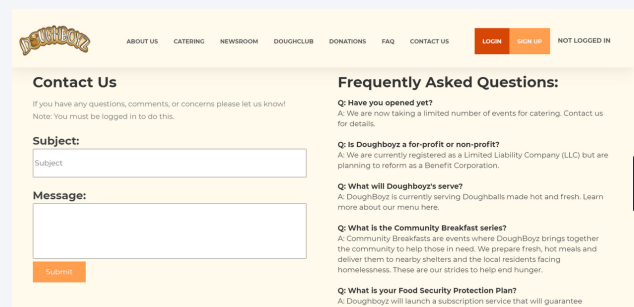 DOUGHBOYZ
ABOUT US
CATERING
NEWSROOM
DOUGHCLUB
DONATIONS
FAQ
CONTACT US
LOGIN
SIGN UP
NOT LOGGED IN
Contact Us
If you have any questions, comments, or concerns please let us know!
Note: You must be logged in to do this.
Subject:
Subject
Message:
Submit
Frequently Asked Questions:
Q: Have you opened yet?
A: We are now taking a limited number of events for catering. Contact us
for details.
Q: Is Doughboyz a for-profit or non-profit?
A: We are currently registered as a Limited Liability Company (LLC) but are
planning to reform as a Benefit Corporation.
Q: What will Doughboyz's serve?
A: DoughBoyz is currently serving Doughballs made hot and fresh. Learn
more about our menu here.
Q: What is the Community Breakfast series?
A: Community Breakfasts are events where DoughBoyz brings together
the community to help those in need. We prepare fresh, hot meals and
deliver them to nearby shelters and the local residents facing
homelessness. These are our strides to help end hunger.
Q: What is your Food Security Protection Plan?
A: Doughboyz will launch a subscription service that will guarantee